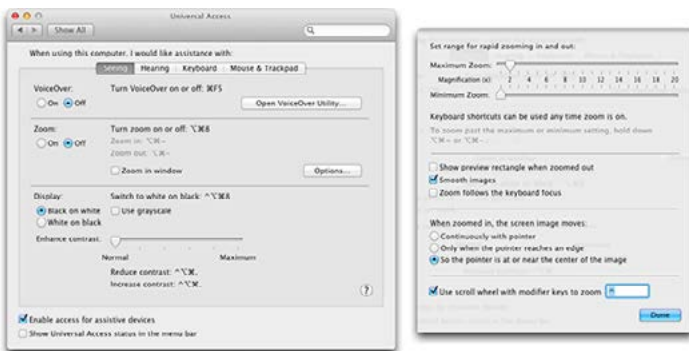 Universal Access
Show All
When using this computer, I would like assistance with:
Seeing Hearing Keyboard Mouse & Trackpad
VoiceOver: Turn VoiceOver on or off: ⌘F5
On Off Open VoiceOver Utility...
Zoom: Turn zoom on or off: ⌥⌘8
On Off Zoom in: ⌥⌘=
Zoom out: ⌥⌘-
Zoom in window Options...
Display: Switch to white on black: ^⌥⌘8
Black on white Use grayscale
White on black
Enhance contrast:
Normal Maximum
Reduce contrast: ^⌥⌘,
Increase contrast: ^⌥⌘.
?
Enable access for assistive devices
Show Universal Access status in the menu bar
Set range for rapid zooming in and out:
Maximum Zoom:
Magnification (x): 2 4 6 8 10 12 14 16 18 20
Minimum Zoom:
Keyboard shortcuts can be used any time zoom is on.
To zoom past the maximum or minimum setting, hold down
⌥⌘= or ⌥⌘-.
Show preview rectangle when zoomed out
Smooth images
Zoom follows the keyboard focus
When zoomed in, the screen image moves:
Continuously with pointer
Only when the pointer reaches an edge
So the pointer is at or near the center of the image
Use scroll wheel with modifier keys to zoom ^
Done